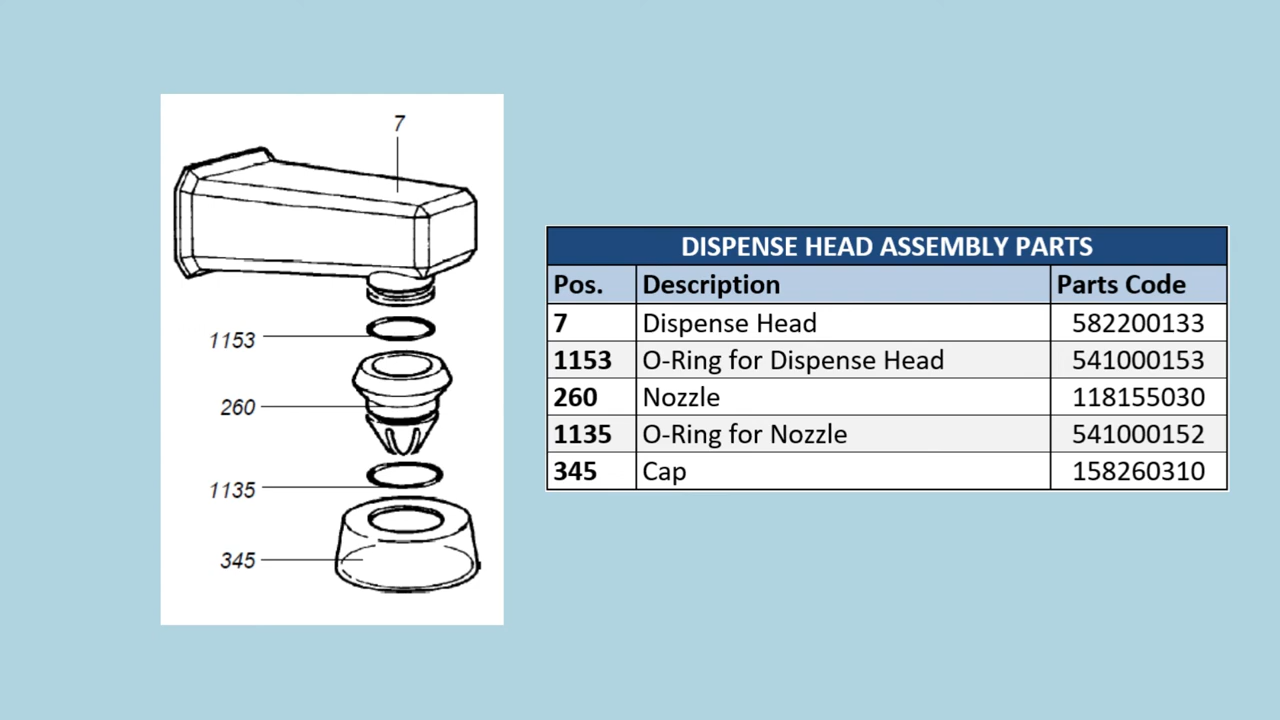 7
1153
260
1135
345
DISPENSE HEAD ASSEMBLY PARTS
Pos. Description Parts Code
7 Dispense Head 582200133
1153 O-Ring for Dispense Head 541000153
260 Nozzle 118155030
1135 O-Ring for Nozzle 541000152
345 Cap 158260310